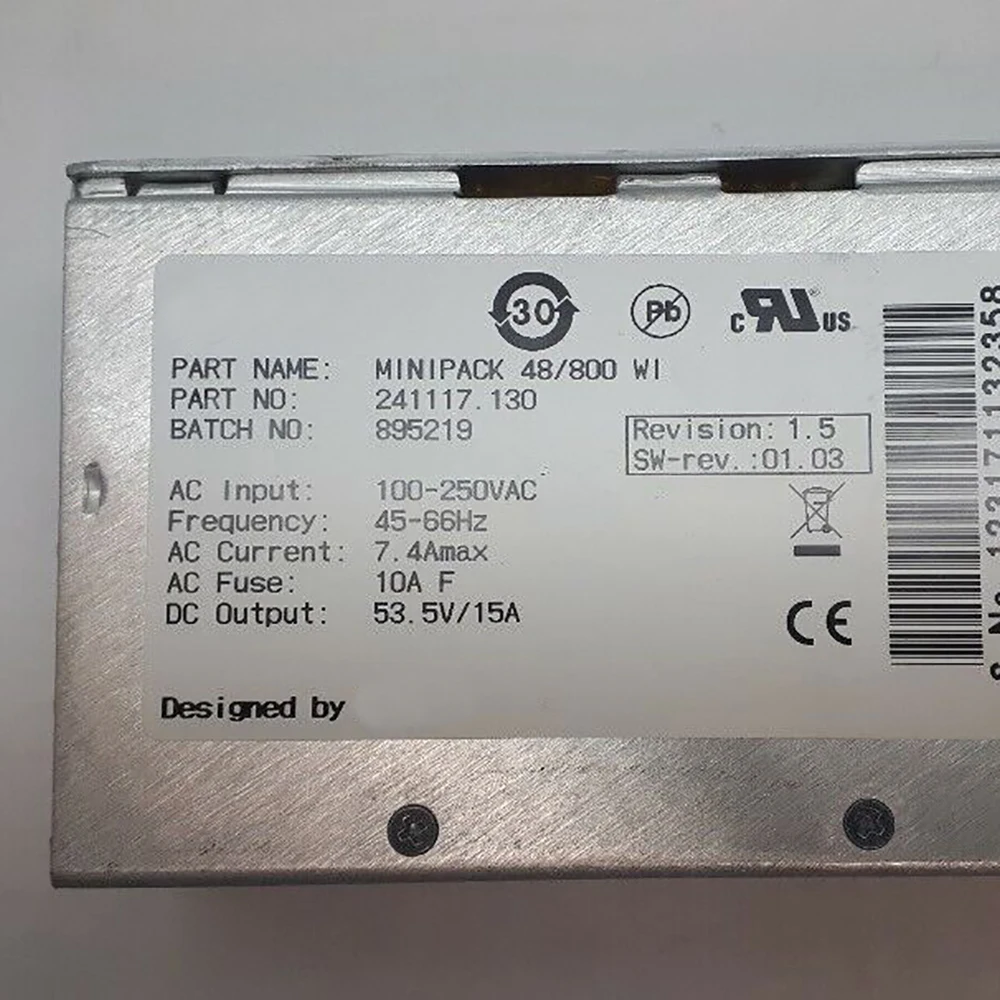 30 Pb c RU US
PART NAME: MINIPACK 48/800 WI
PART NO: 241117.130
BATCH NO: 895219
Revision: 1.5
SW-rev.:01.03
AC Input: 100-250VAC
Frequency: 45-66Hz
AC Current: 7.4Amax
AC Fuse: 10A F
DC Output: 53.5V/15A
CE
Designed by